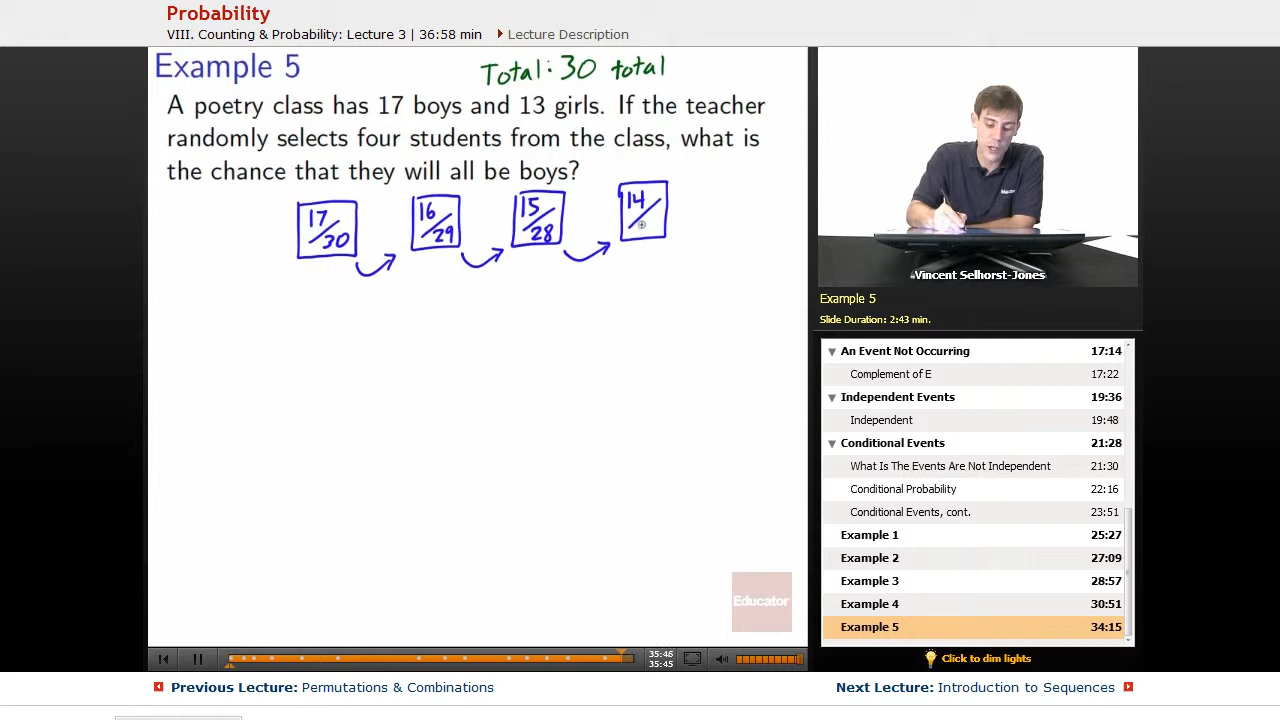 Probability
VIII. Counting & Probability: Lecture 3 | 36:58 min
Lecture Description
Example 5
Total: 30 total
A poetry class has 17 boys and 13 girls. If the teacher
randomly selects four students from the class, what is
the chance that they will all be boys?
17/30 16/29 15/28 14/
Educator
Vincent Selhorst-Jones
Example 5
Slide Duration: 2:43 min.
An Event Not Occurring 17:14
Complement of E 17:22
Independent Events 19:36
Independent 19:48
Conditional Events 21:28
What Is The Events Are Not Independent 21:30
Conditional Probability 22:16
Conditional Events, cont. 23:51
Example 1 25:27
Example 2 27:09
Example 3 28:57
Example 4 30:51
Example 5 34:15
35:46
35:45
Click to dim lights
Previous Lecture: Permutations & Combinations
Next Lecture: Introduction to Sequences